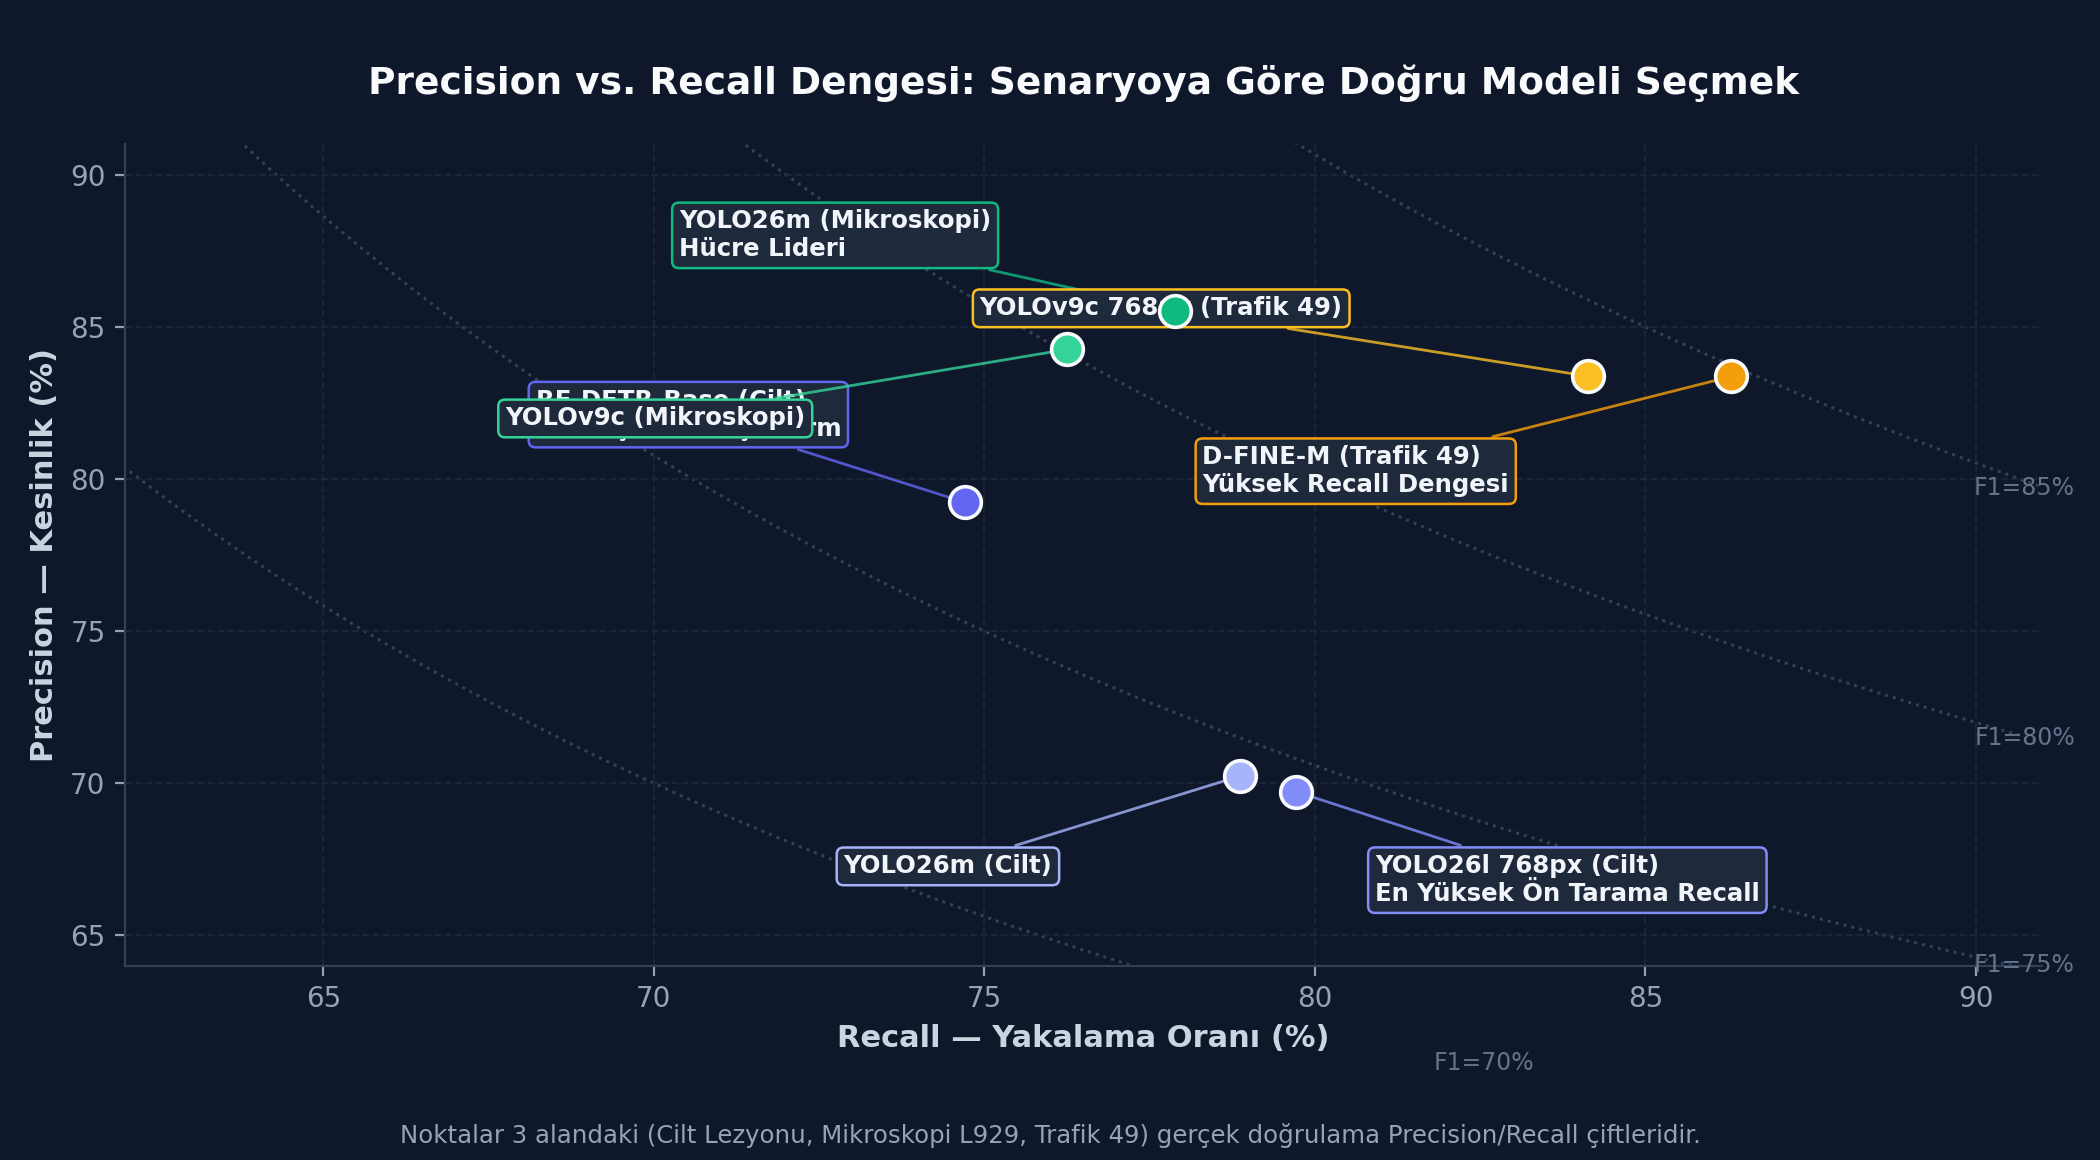 Precision vs. Recall Dengesi: Senaryoya Göre Doğru Modeli Seçmek
Precision — Kesinlik (%)
90
85
80
75
70
65
YOLO26m (Mikroskopi)
Hücre Lideri
YOLOv9c 768 (Trafik 49)
(Cilt)
YOLOv9c (Mikroskopi)
D-FINE-M (Trafik 49)
Yüksek Recall Dengesi
YOLO26m (Cilt)
YOLO26l 768px (Cilt)
En Yüksek Ön Tarama Recall
F1=85%
F1=80%
F1=75%
F1=70%
65
70
75
80
85
90
Recall — Yakalama Oranı (%)
Noktalar 3 alandaki (Cilt Lezyonu, Mikroskopi L929, Trafik 49) gerçek doğrulama Precision/Recall çiftleridir.